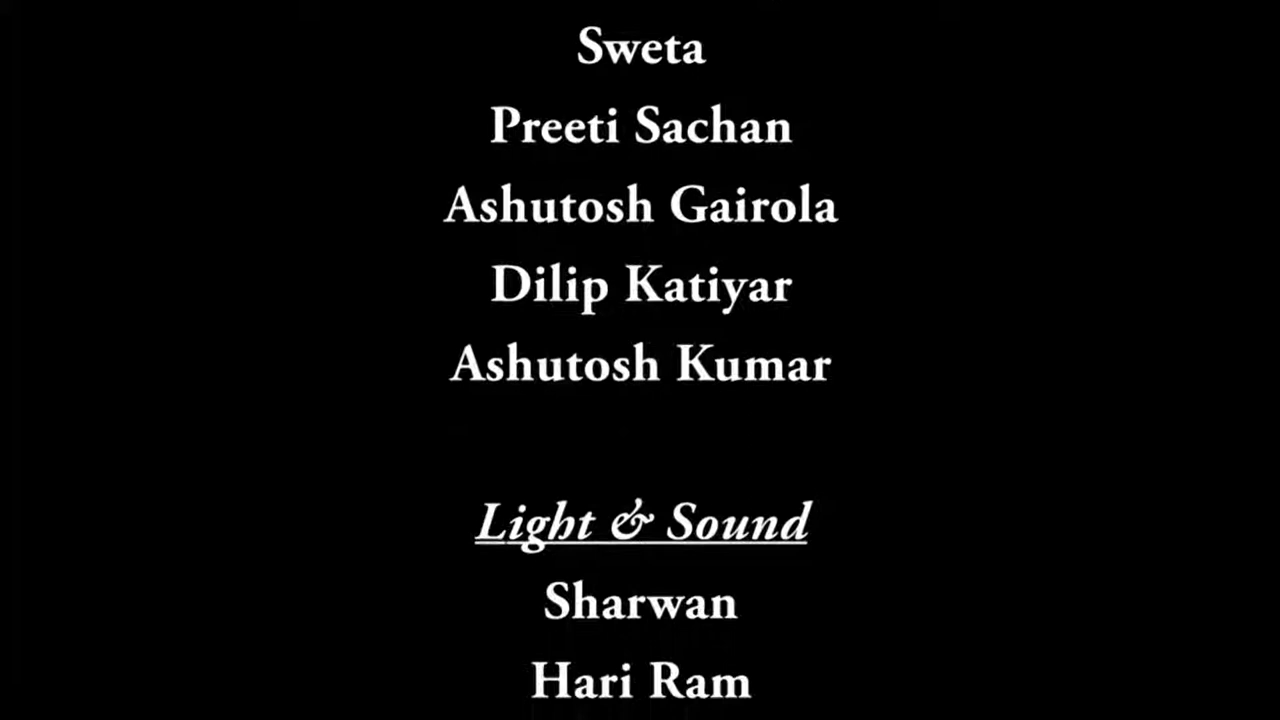 Sweta
Preeti Sachan
Ashutosh Gairola
Dilip Katiyar
Ashutosh Kumar
Light & Sound
Sharwan
Hari Ram